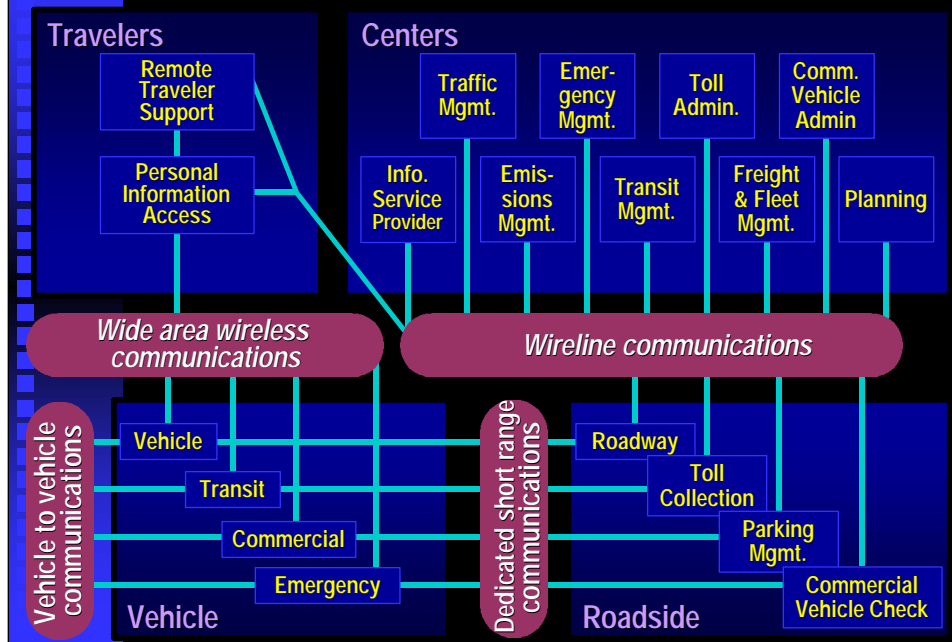 Travelers
Remote
Traveler
Support
Personal
Information
Access
Centers
Traffic
Mgmt.
Emer-
gency
Mgmt.
Toll
Admin.
Comm.
Vehicle
Admin
Info.
Service
Provider
Emis-
sions
Mgmt.
Transit
Mgmt.
Freight
& Fleet
Mgmt.
Planning
Wide area wireless
communications
Wireline communications
Vehicle to vehicle
communications
Vehicle
Transit
Commercial
Emergency
Vehicle
Dedicated short range
communications
Roadway
Toll
Collection
Parking
Mgmt.
Commercial
Vehicle Check
Roadside